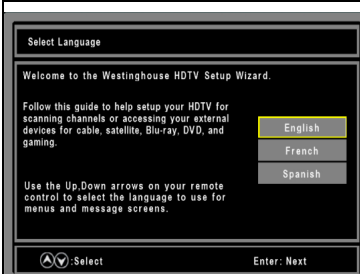 Select Language
Welcome to the Westinghouse HDTV Setup Wizard.
Follow this guide to help setup your HDTV for
scanning channels or accessing your external
devices for cable, satellite, Blu-ray, DVD, and
gaming.
English
French
Spanish
Use the Up,Down arrows on your remote
control to select the language to use for
menus and message screens.
:Select
Enter: Next